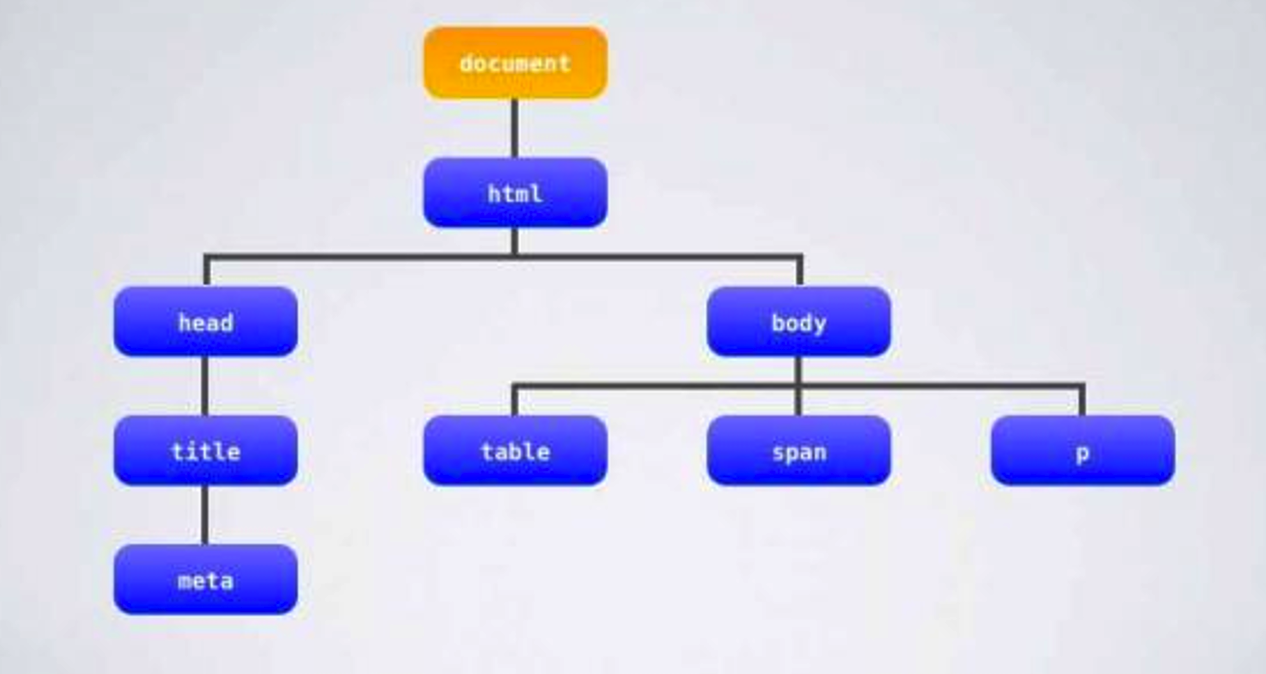 document
html
head
body
title
table
span
p
meta